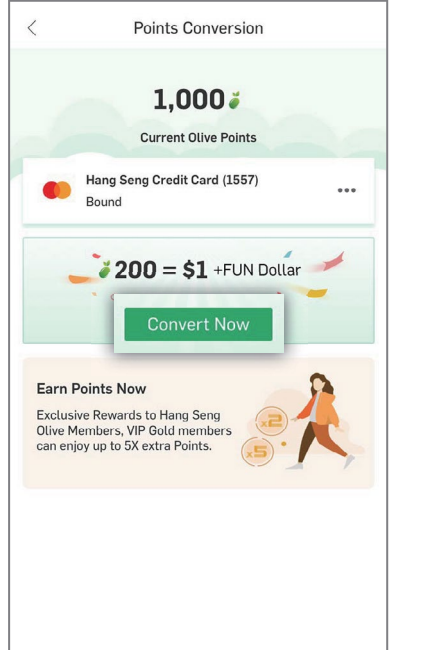 Points Conversion
1,000
Current Olive Points
Hang Seng Credit Card (1557)
Bound
200 = $1 +FUN Dollar
Convert Now
Earn Points Now
Exclusive Rewards to Hang Seng
Olive Members, VIP Gold members
can enjoy up to 5X extra Points.
x2
x5